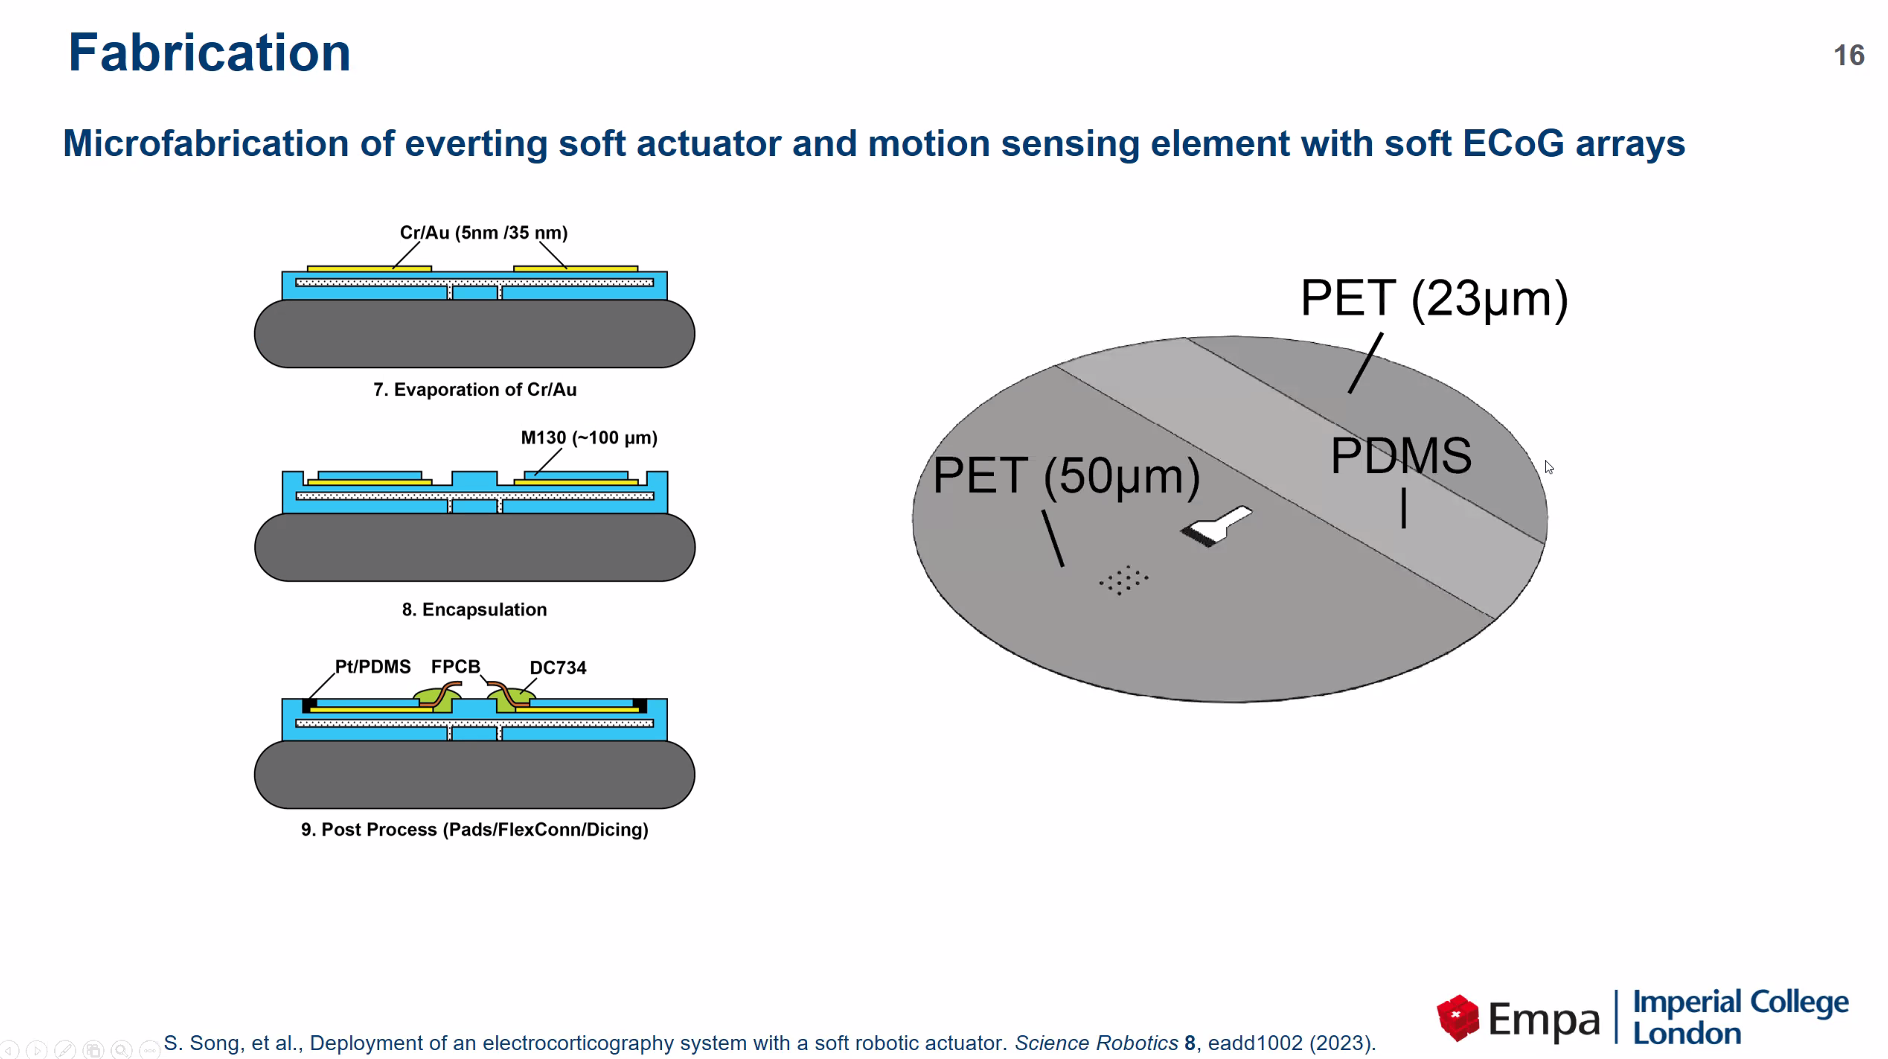 Fabrication
16
Microfabrication of everting soft actuator and motion sensing element with soft ECoG arrays
Cr/Au (5nm /35 nm)
7. Evaporation of Cr/Au
M130 (~100 µm)
8. Encapsulation
Pt/PDMS FPCB DC734
9. Post Process (Pads/FlexConn/Dicing)
PET (23µm)
PDMS
PET (50µm)
Empa
Imperial College
London
S. Song, et al., Deployment of an electrocorticography system with a soft robotic actuator. Science Robotics 8, eadd1002 (2023).